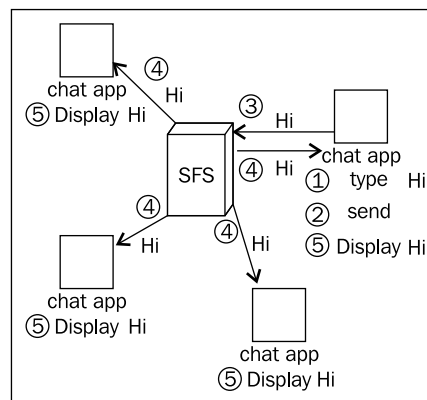 ④
Hi
chat app
⑤ Display Hi
③
Hi
SFS
④
Hi
chat app
① type Hi
② send
⑤ Display Hi
④
Hi
chat app
⑤ Display Hi
④
Hi
chat app
⑤ Display Hi